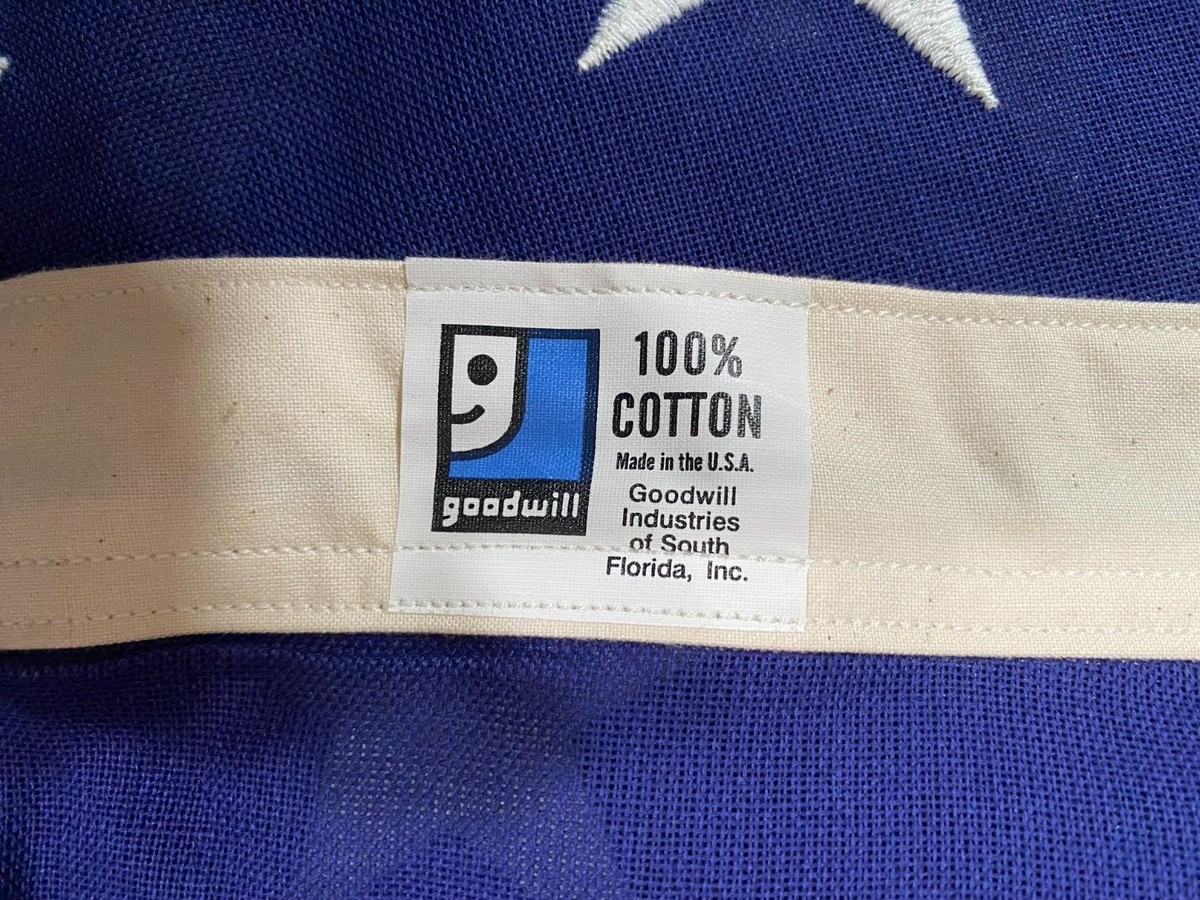 goodwill
100%
COTTON
Made in the U.S.A.
Goodwill
Industries
of South
Florida, Inc.